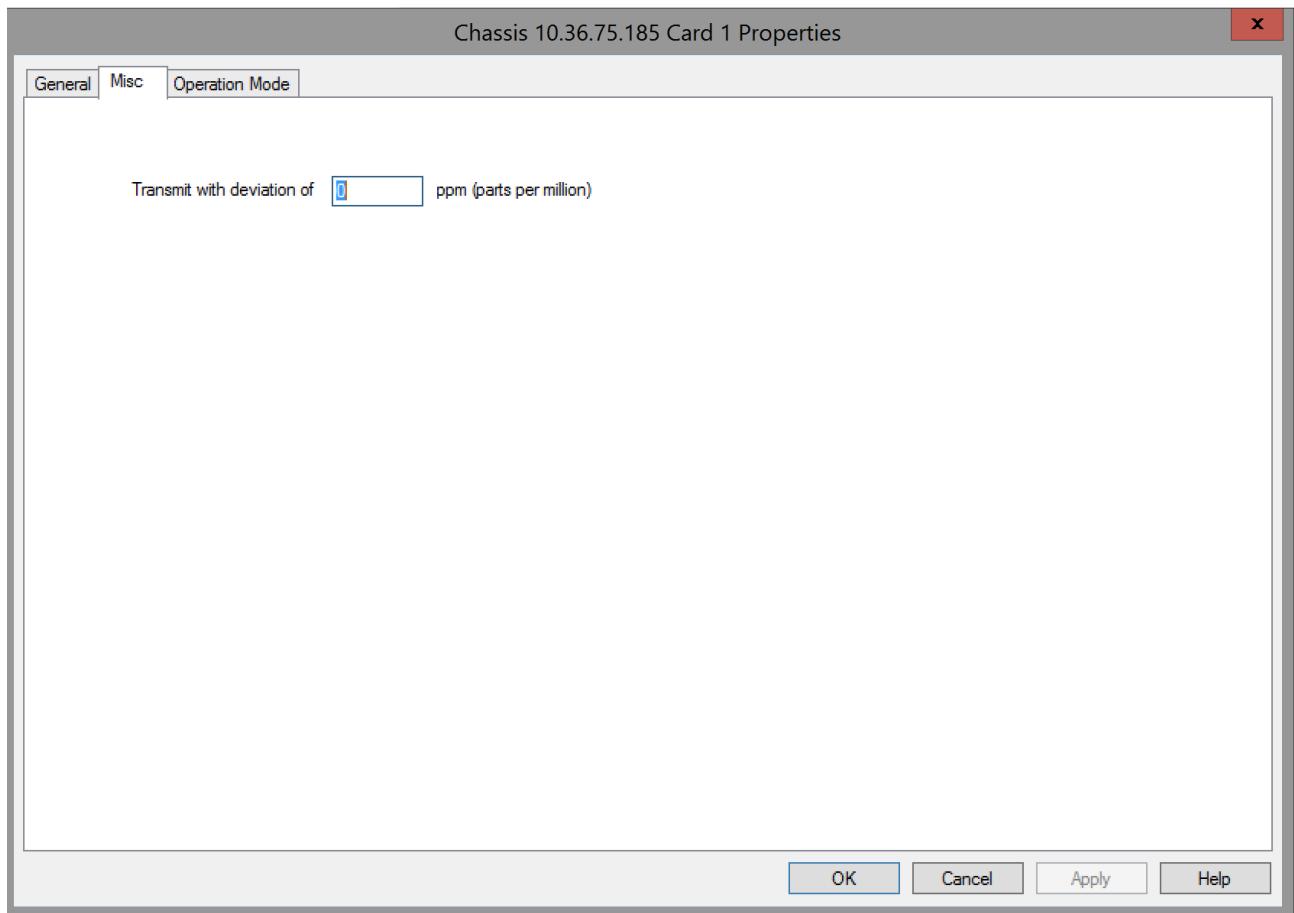 Chassis 10.36.75.185 Card 1 Properties
x
General Misc Operation Mode
Transmit with deviation of 0 ppm (parts per million)
OK Cancel Apply Help